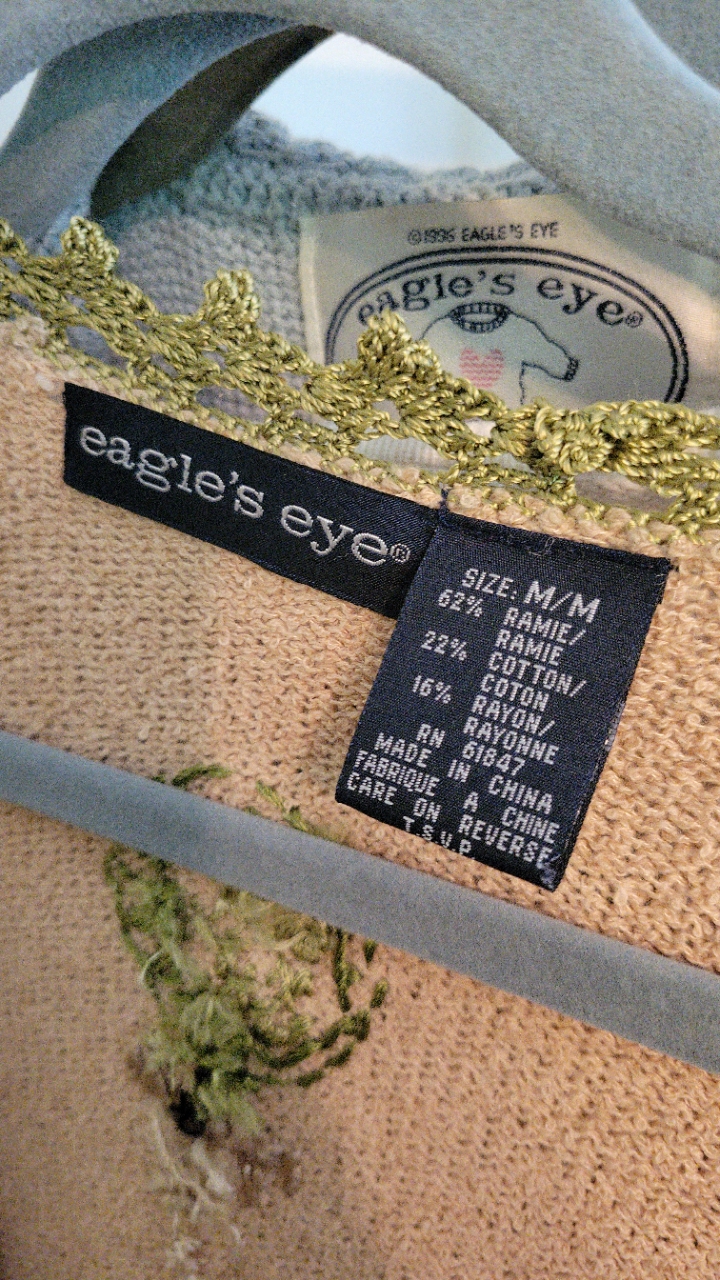 ©1995 EAGLE'S EYE
eagle's eye®
eagle's eye®
SIZE: M/M
62% RAMIE/
RAMIE
22% COTTON/
COTON
16% RAYON/
RAYONNE
RN 61847
MADE IN CHINA
FABRIQUE A CHINE
CARE ON REVERSE
T.S.V.P.